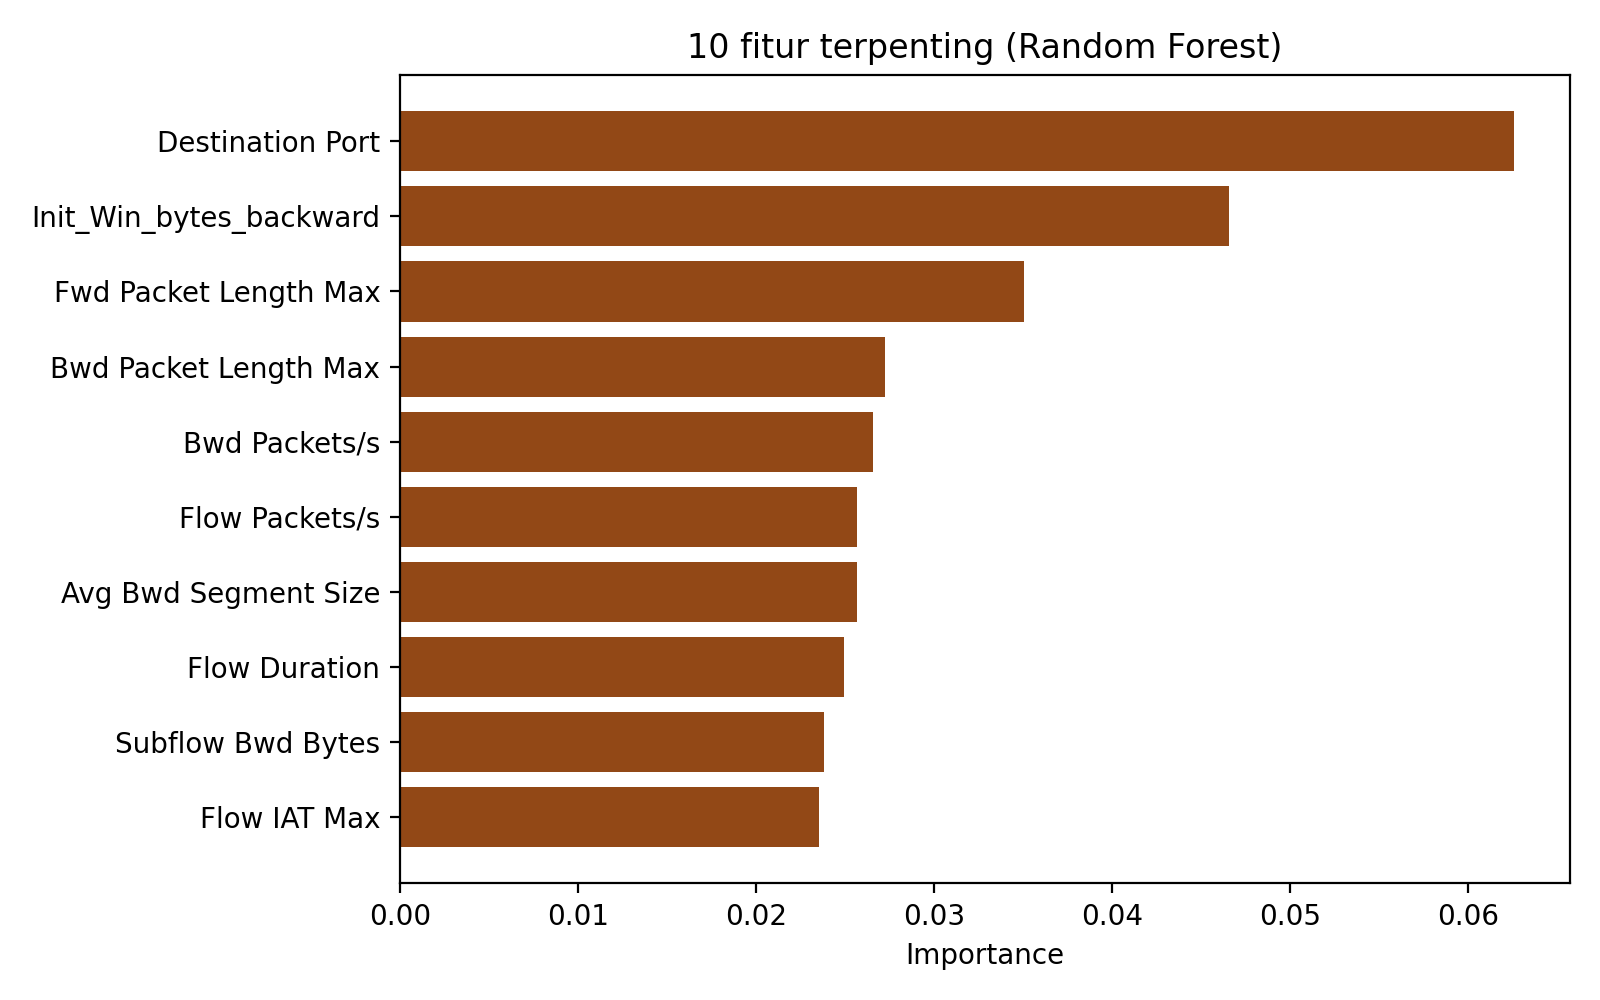 10 fitur terpenting (Random Forest)
Destination Port
Init_Win_bytes_backward
Fwd Packet Length Max
Bwd Packet Length Max
Bwd Packets/s
Flow Packets/s
Avg Bwd Segment Size
Flow Duration
Subflow Bwd Bytes
Flow IAT Max
0.00 0.01 0.02 0.03 0.04 0.05 0.06
Importance